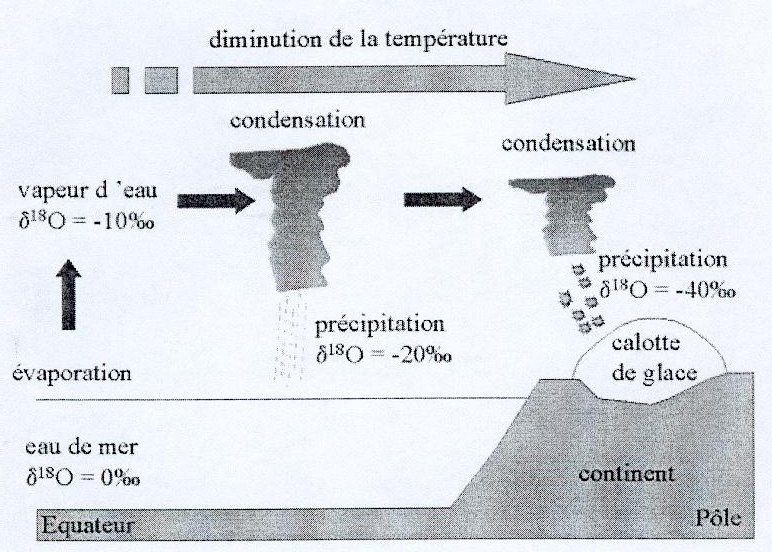 diminution de la température
condensation
condensation
vapeur d 'eau
δ¹⁸O = -10‰
précipitation
δ¹⁸O = -40‰
précipitation
δ¹⁸O = -20‰
calotte
de glace
évaporation
eau de mer
δ¹⁸O = 0‰
continent
Equateur
Pôle